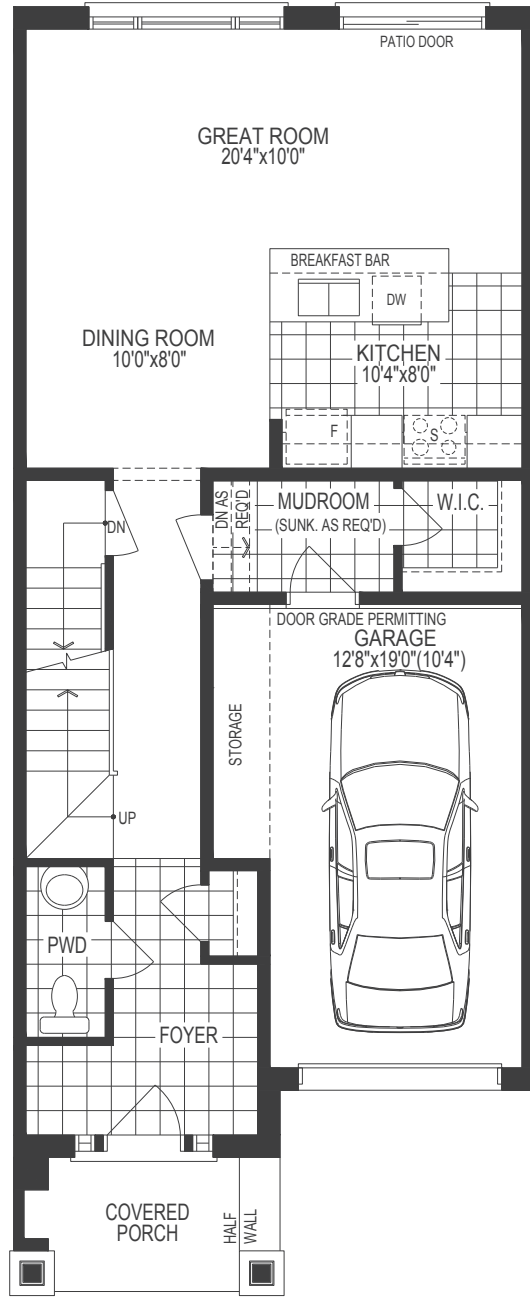 PATIO DOOR
GREAT ROOM
20'4"x10'0"
BREAKFAST BAR
DW
DINING ROOM
10'0"x8'0"
KITCHEN
10'4"x8'0"
F
S
DN
DN AS
REQ'D
MUDROOM
(SUNK. AS REQ'D)
W.I.C.
DOOR GRADE PERMITTING
GARAGE
12'8"x19'0"(10'4")
STORAGE
UP
PWD
FOYER
COVERED
PORCH
HALF
WALL